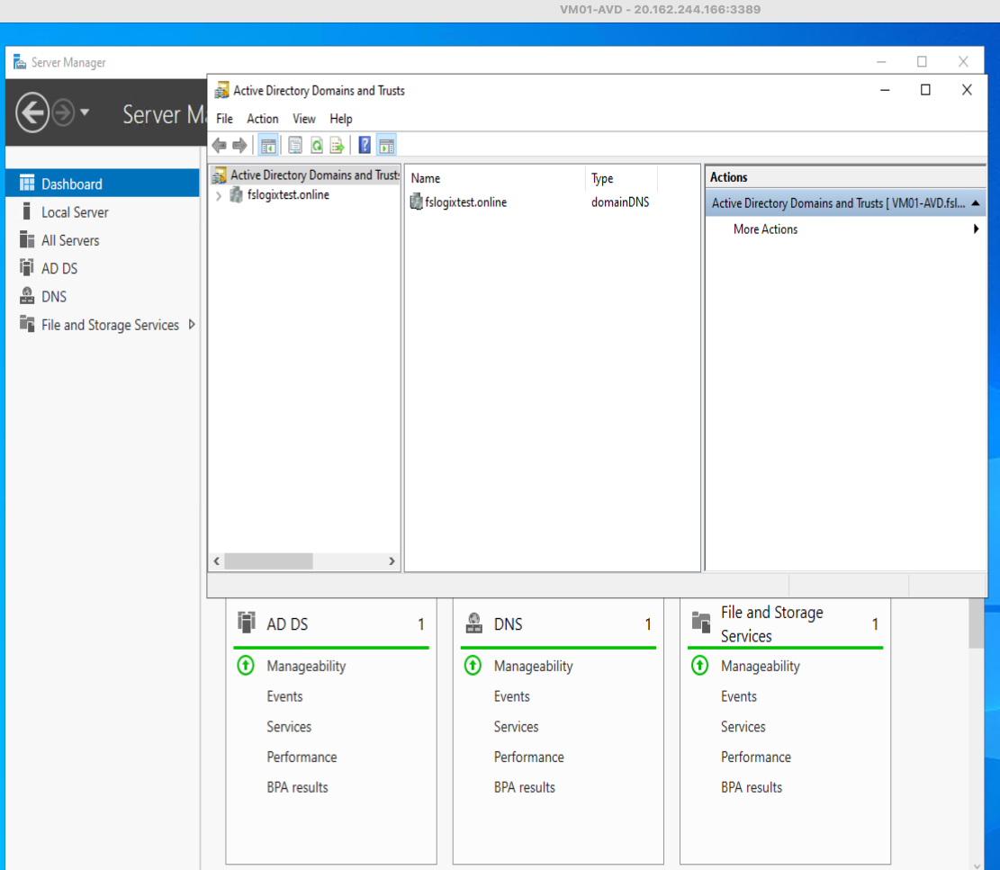 VM01-AVD - 20.162.244.166:3389
Server Manager
Server M
Dashboard
Local Server
All Servers
AD DS
DNS
File and Storage Services
Active Directory Domains and Trusts
File Action View Help
Active Directory Domains and Trust
fslogixtest.online
Name Type
fslogixtest.online domainDNS
Actions
Active Directory Domains and Trusts [ VM01-AVD.fsl...
More Actions
AD DS 1
Manageability
Events
Services
Performance
BPA results
DNS 1
Manageability
Events
Services
Performance
BPA results
File and Storage
Services 1
Manageability
Events
Services
Performance
BPA results